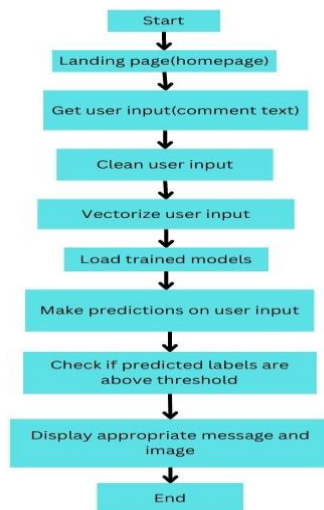 Start
Landing page(homepage)
Get user input(comment text)
Clean user input
Vectorize user input
Load trained models
Make predictions on user input
Check if predicted labels are
above threshold
Display appropriate message and
image
End